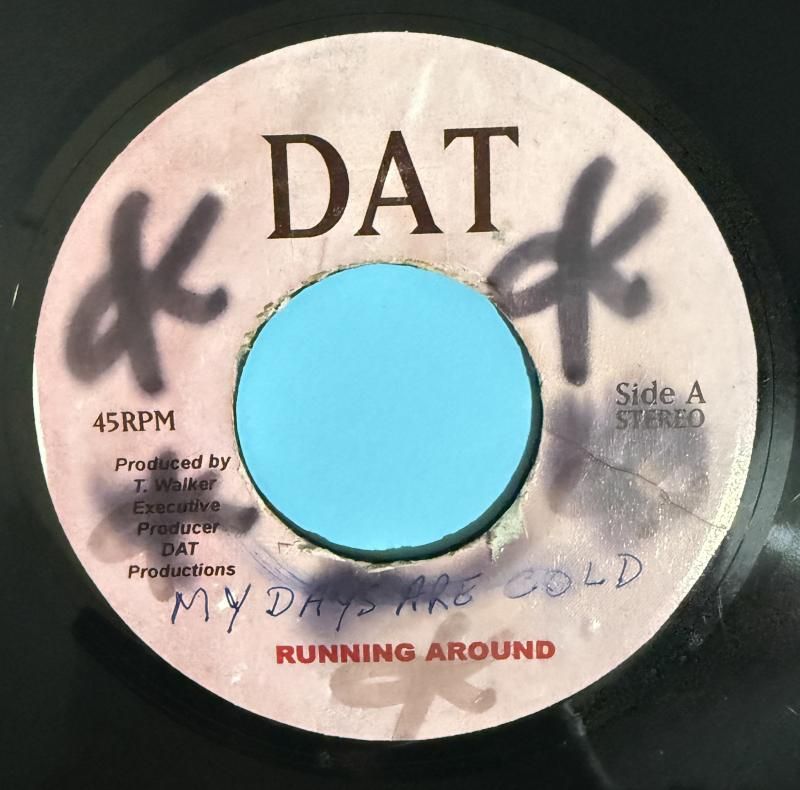 DAT
45RPM
Side A
STEREO
Produced by
T. Walker
Executive
Producer
DAT
Productions
MY DAYS ARE COLD
RUNNING AROUND